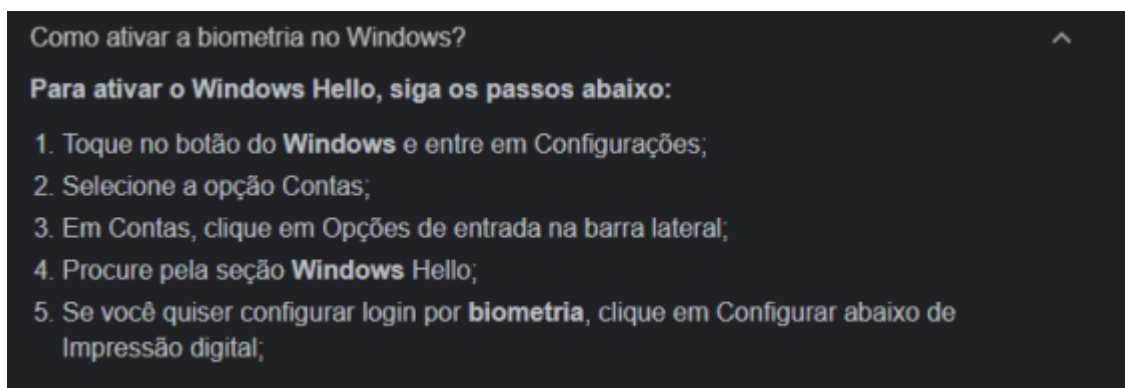 Como ativar a biometria no Windows?
Para ativar o Windows Hello, siga os passos abaixo:
1. Toque no botão do Windows e entre em Configurações;
2. Selecione a opção Contas;
3. Em Contas, clique em Opções de entrada na barra lateral;
4. Procure pela seção Windows Hello;
5. Se você quiser configurar login por biometria, clique em Configurar abaixo de
Impressão digital;